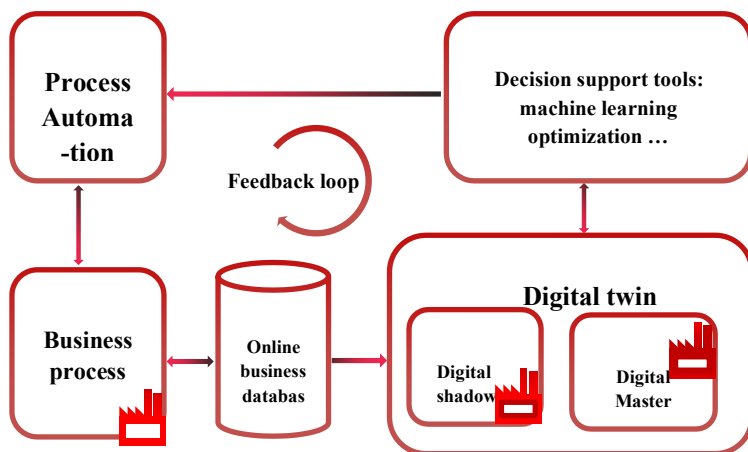 Process
Automa
-tion
Decision support tools:
machine learning
optimization …
Feedback loop
Business
process
Online
business
databas
Digital twin
Digital
shadow
Digital
Master